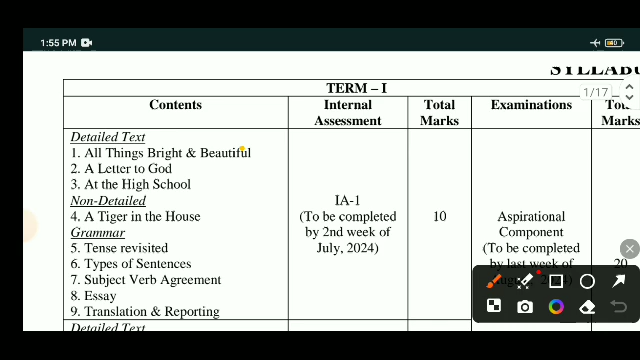 1:55 PM
SYLLABU
1/17
TERM – I
Contents Internal Assessment Total Marks Examinations Total Marks
Detailed Text
1. All Things Bright & Beautiful
2. A Letter to God
3. At the High School
Non-Detailed
4. A Tiger in the House
Grammar
5. Tense revisited
6. Types of Sentences
7. Subject Verb Agreement
8. Essay
9. Translation & Reporting
IA-1
(To be completed
by 2nd week of
July, 2024)
10
Aspirational
Component
(To be completed
by last week of
20
Detailed Text